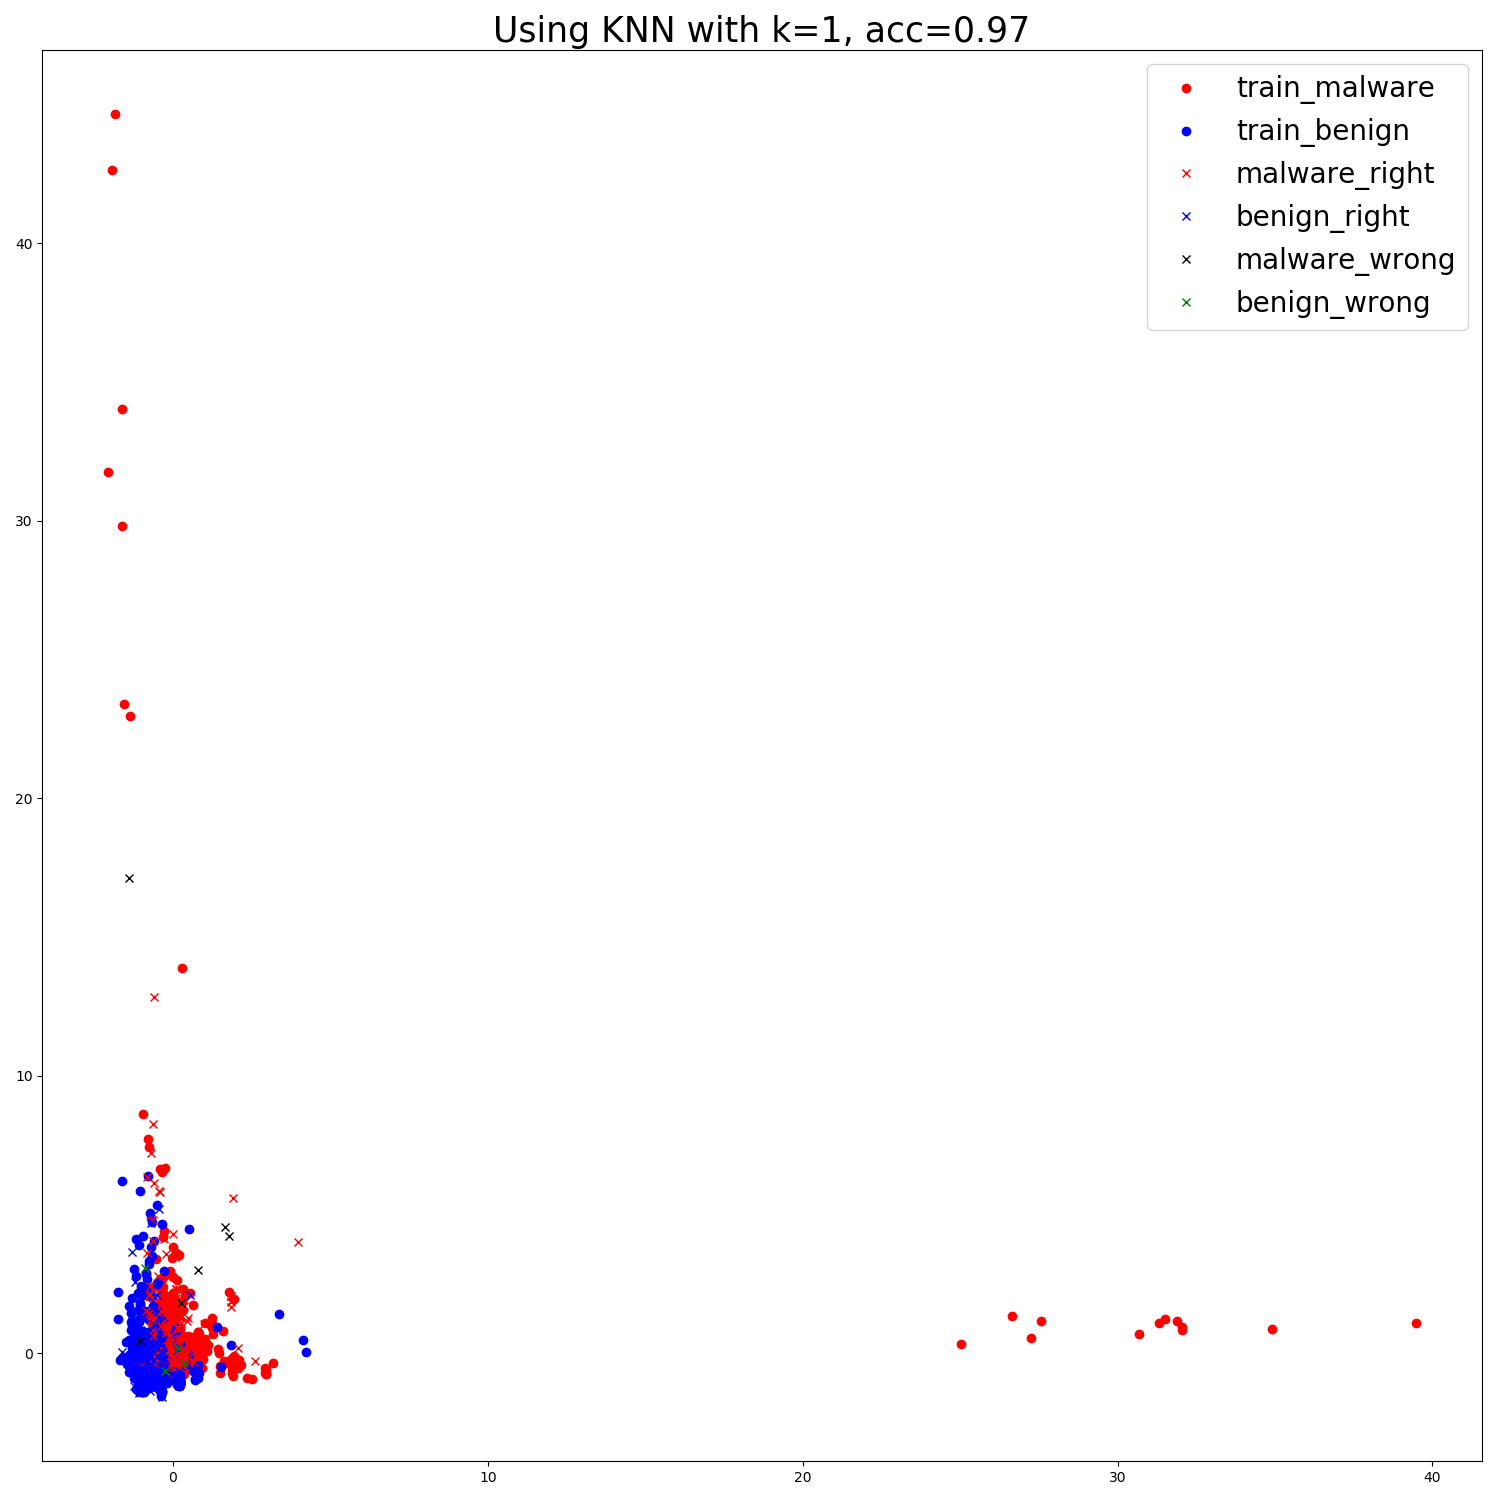 Using KNN with k=1, acc=0.97
train_malware
train_benign
malware_right
benign_right
malware_wrong
benign_wrong
40
30
20
10
0
0 10 20 30 40